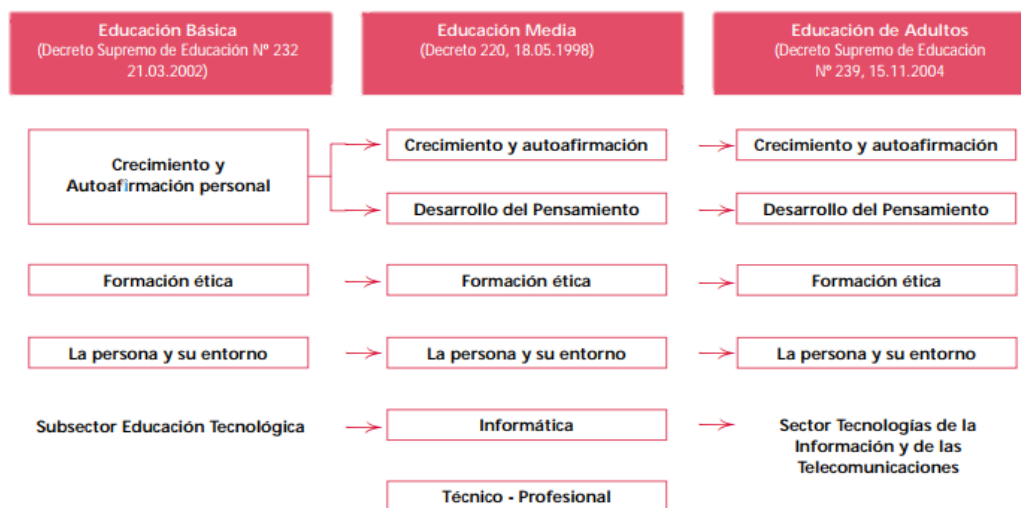 Educación Básica
(Decreto Supremo de Educación Nº 232
21.03.2002)
Educación Media
(Decreto 220, 18.05.1998)
Educación de Adultos
(Decreto Supremo de Educación
Nº 239, 15.11.2004
Crecimiento y
Autoafirmación personal
Crecimiento y autoafirmación
Crecimiento y autoafirmación
Desarrollo del Pensamiento
Desarrollo del Pensamiento
Formación ética
Formación ética
Formación ética
La persona y su entorno
La persona y su entorno
La persona y su entorno
Subsector Educación Tecnológica
Informática
Sector Tecnologías de la
Información y de las
Telecomunicaciones
Técnico - Profesional